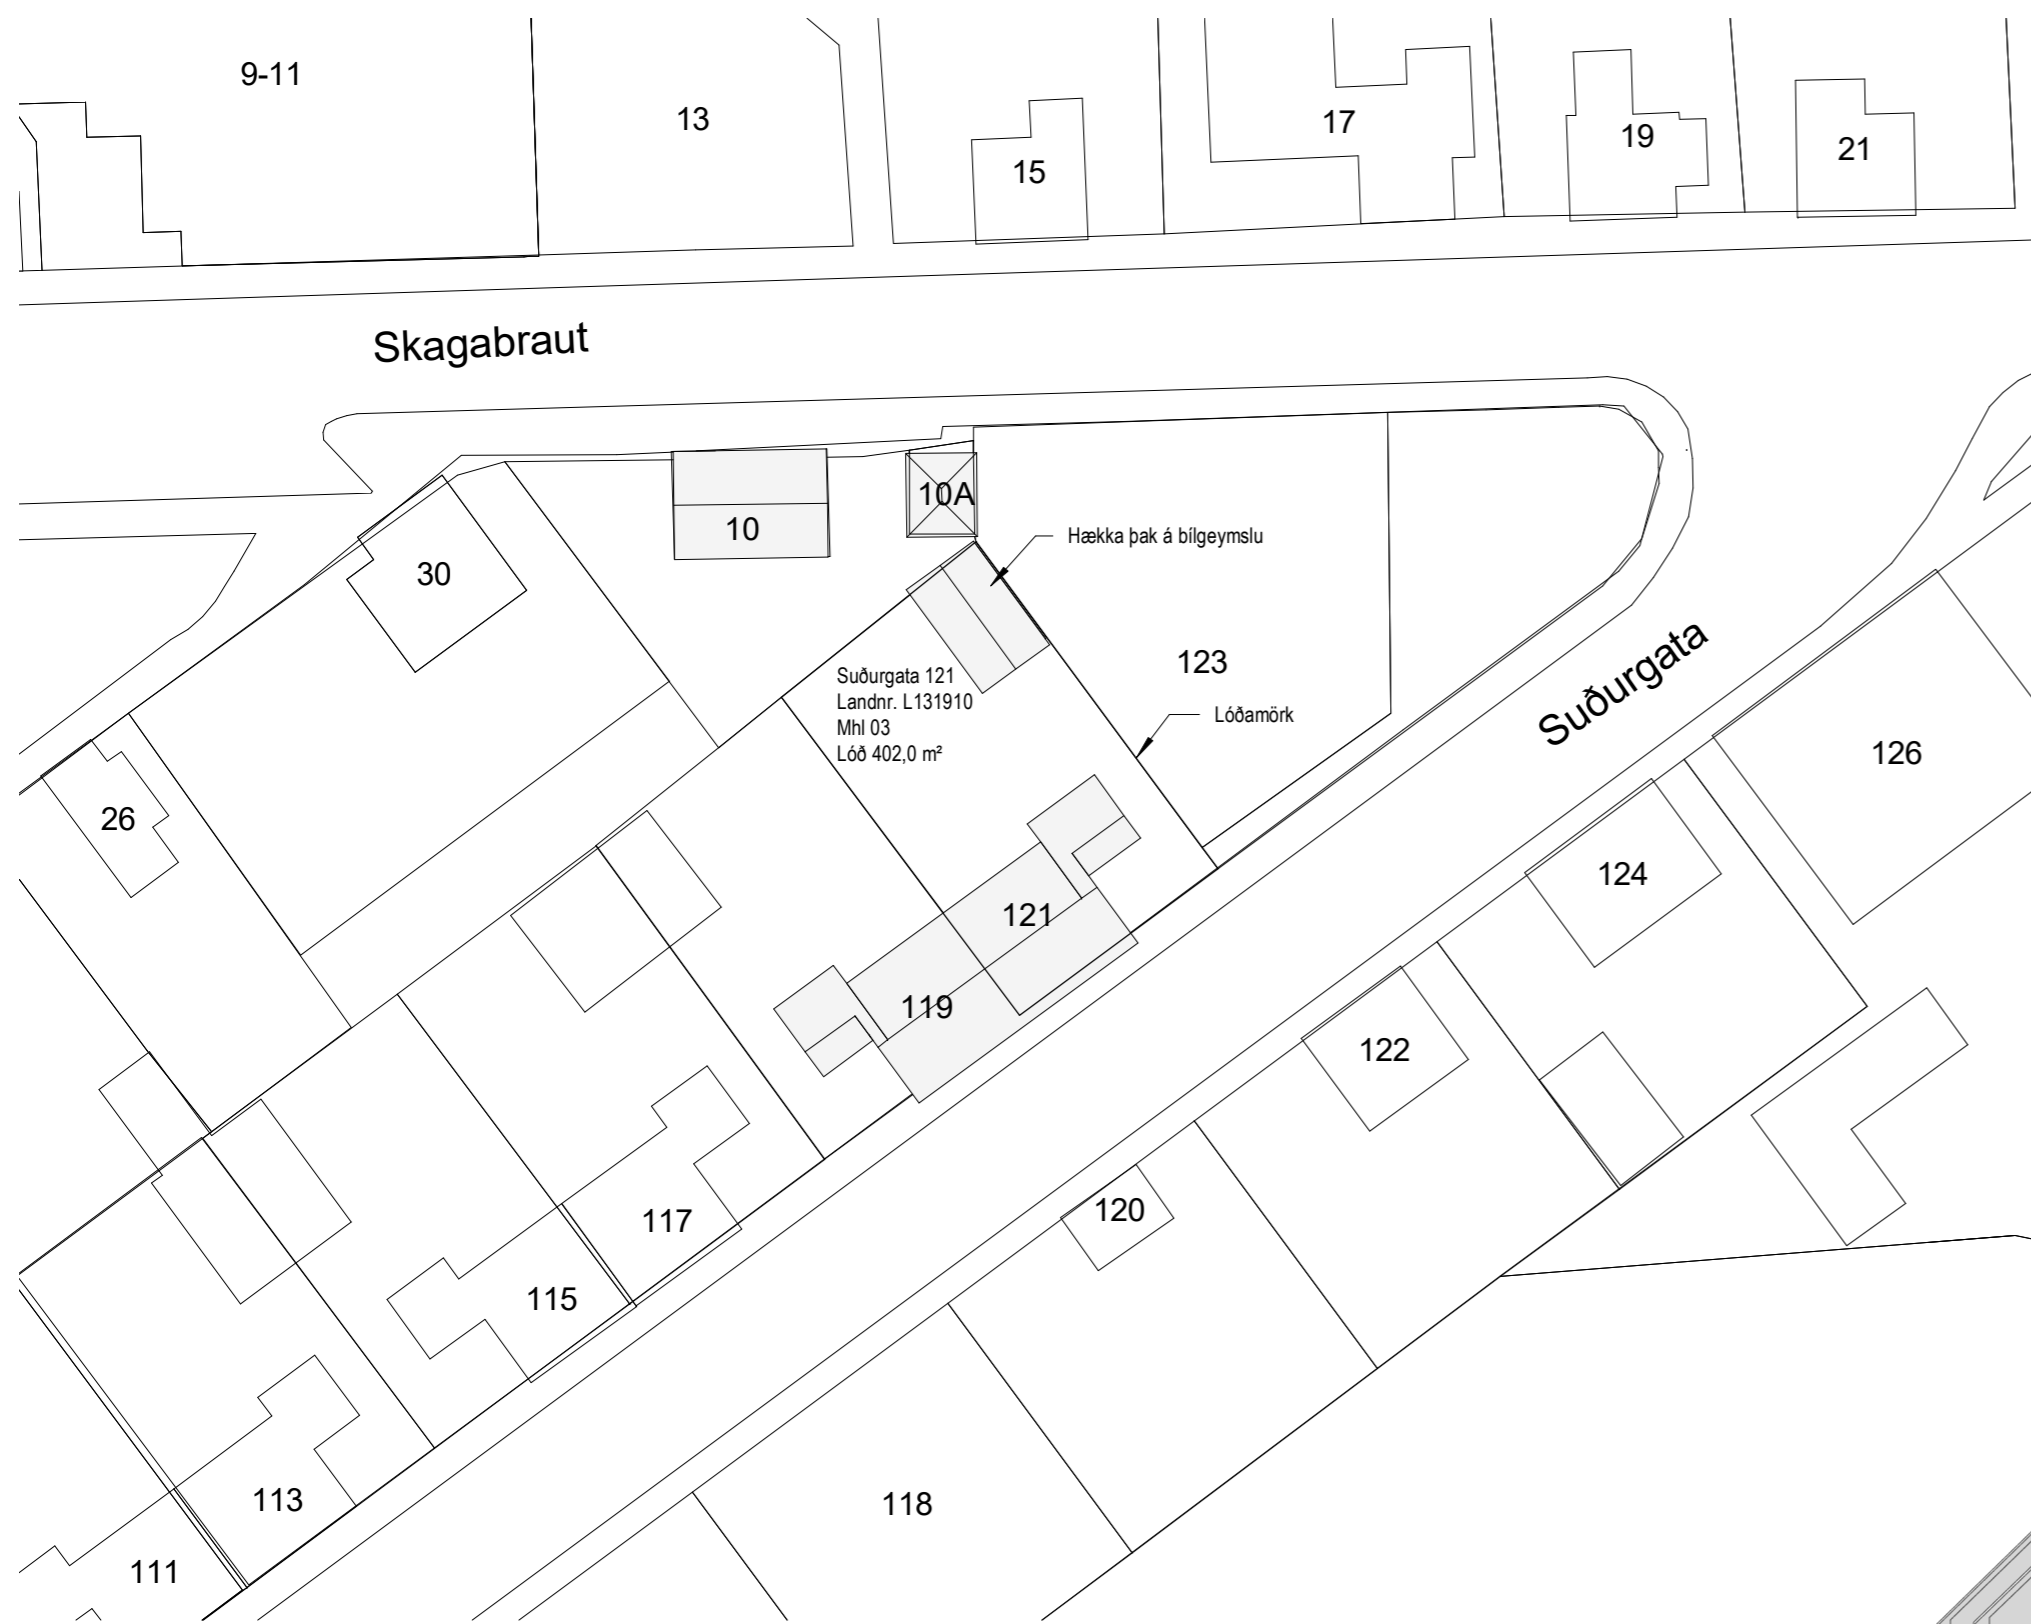 9-11
13
15
17
19
21
Skagabraut
10A
10
Hækka þak á bílgeymslu
30
123
Suðurgata
Suðurgata 121
Landnr. L131910
Mhl 03
Lóð 402,0 m²
Lóðamörk
126
26
124
121
119
122
120
117
115
113
118
111